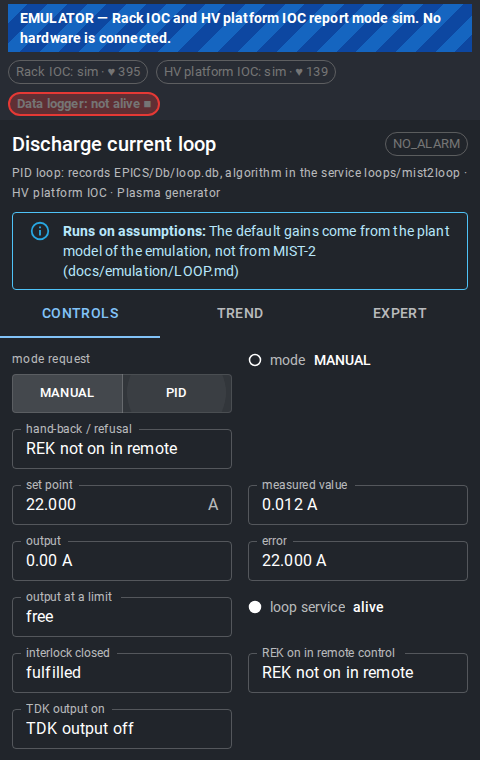 EMULATOR — Rack IOC and HV platform IOC report mode sim. No
hardware is connected.
Rack IOC: sim · ♥ 395
HV platform IOC: sim · ♥ 139
Data logger: not alive ■
Discharge current loop
NO_ALARM
PID loop: records EPICS/Db/loop.db, algorithm in the service loops/mist2loop ·
HV platform IOC · Plasma generator
Runs on assumptions: The default gains come from the plant
model of the emulation, not from MIST-2
(docs/emulation/LOOP.md)
CONTROLS
TREND
EXPERT
mode request
mode MANUAL
MANUAL
PID
hand-back / refusal
REK not on in remote
set point
22.000 A
measured value
0.012 A
output
0.00 A
error
22.000 A
output at a limit
free
loop service alive
interlock closed
fulfilled
REK on in remote control
REK not on in remote
TDK output on
TDK output off